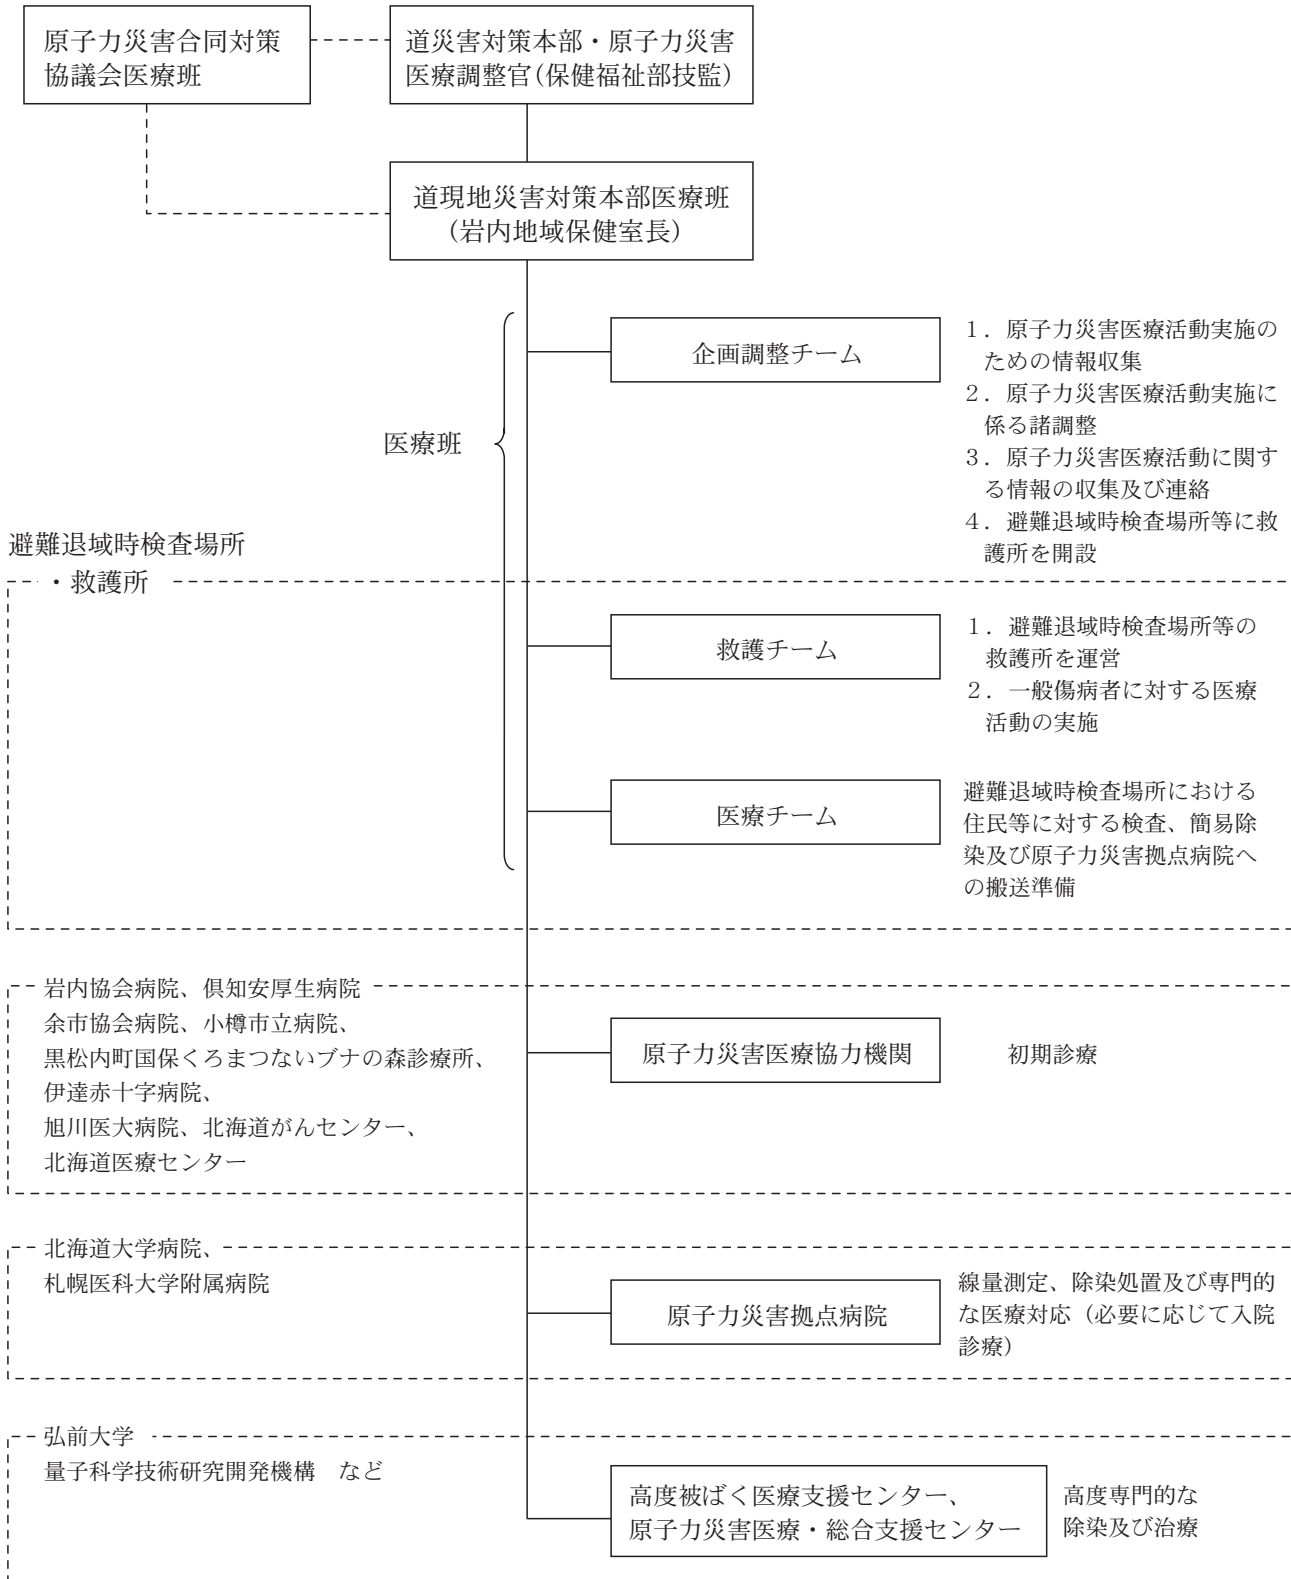 原子力災害合同対策
協議会医療班
道災害対策本部・原子力災害
医療調整官(保健福祉部技監)
道現地災害対策本部医療班
(岩内地域保健室長)
医療班
企画調整チーム
1．原子力災害医療活動実施の
ための情報収集
2．原子力災害医療活動実施に
係る諸調整
3．原子力災害医療活動に関す
る情報の収集及び連絡
4．避難退域時検査場所等に救
護所を開設
避難退域時検査場所
・救護所
救護チーム
1．避難退域時検査場所等の
救護所を運営
2．一般傷病者に対する医療
活動の実施
医療チーム
避難退域時検査場所における
住民等に対する検査、簡易除
染及び原子力災害拠点病院へ
の搬送準備
岩内協会病院、倶知安厚生病院
余市協会病院、小樽市立病院、
黒松内町国保くろまつないブナの森診療所、
伊達赤十字病院、
旭川医大病院、北海道がんセンター、
北海道医療センター
原子力災害医療協力機関
初期診療
北海道大学病院、
札幌医科大学附属病院
原子力災害拠点病院
線量測定、除染処置及び専門的
な医療対応（必要に応じて入院
診療）
弘前大学
量子科学技術研究開発機構　など
高度被ばく医療支援センター、
原子力災害医療・総合支援センター
高度専門的な
除染及び治療